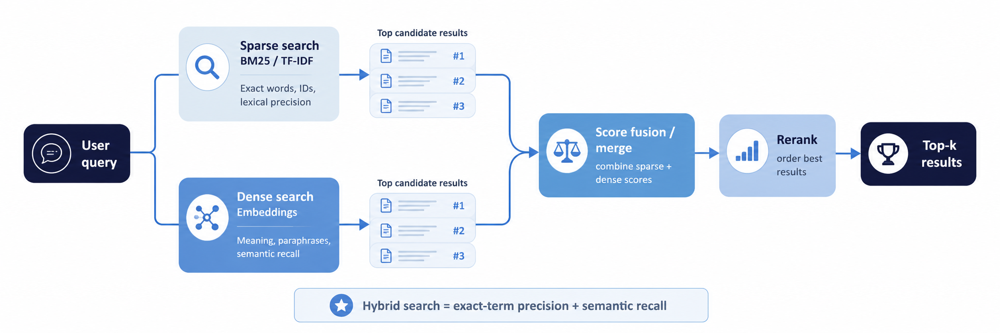 User
query
Sparse search
BM25 / TF-IDF
Exact words, IDs,
lexical precision
Top candidate results
#1
#2
#3
Dense search
Embeddings
Meaning, paraphrases,
semantic recall
Top candidate results
#1
#2
#3
Score fusion /
merge
combine sparse +
dense scores
Rerank
order best
results
Top-k
results
Hybrid search = exact-term precision + semantic recall